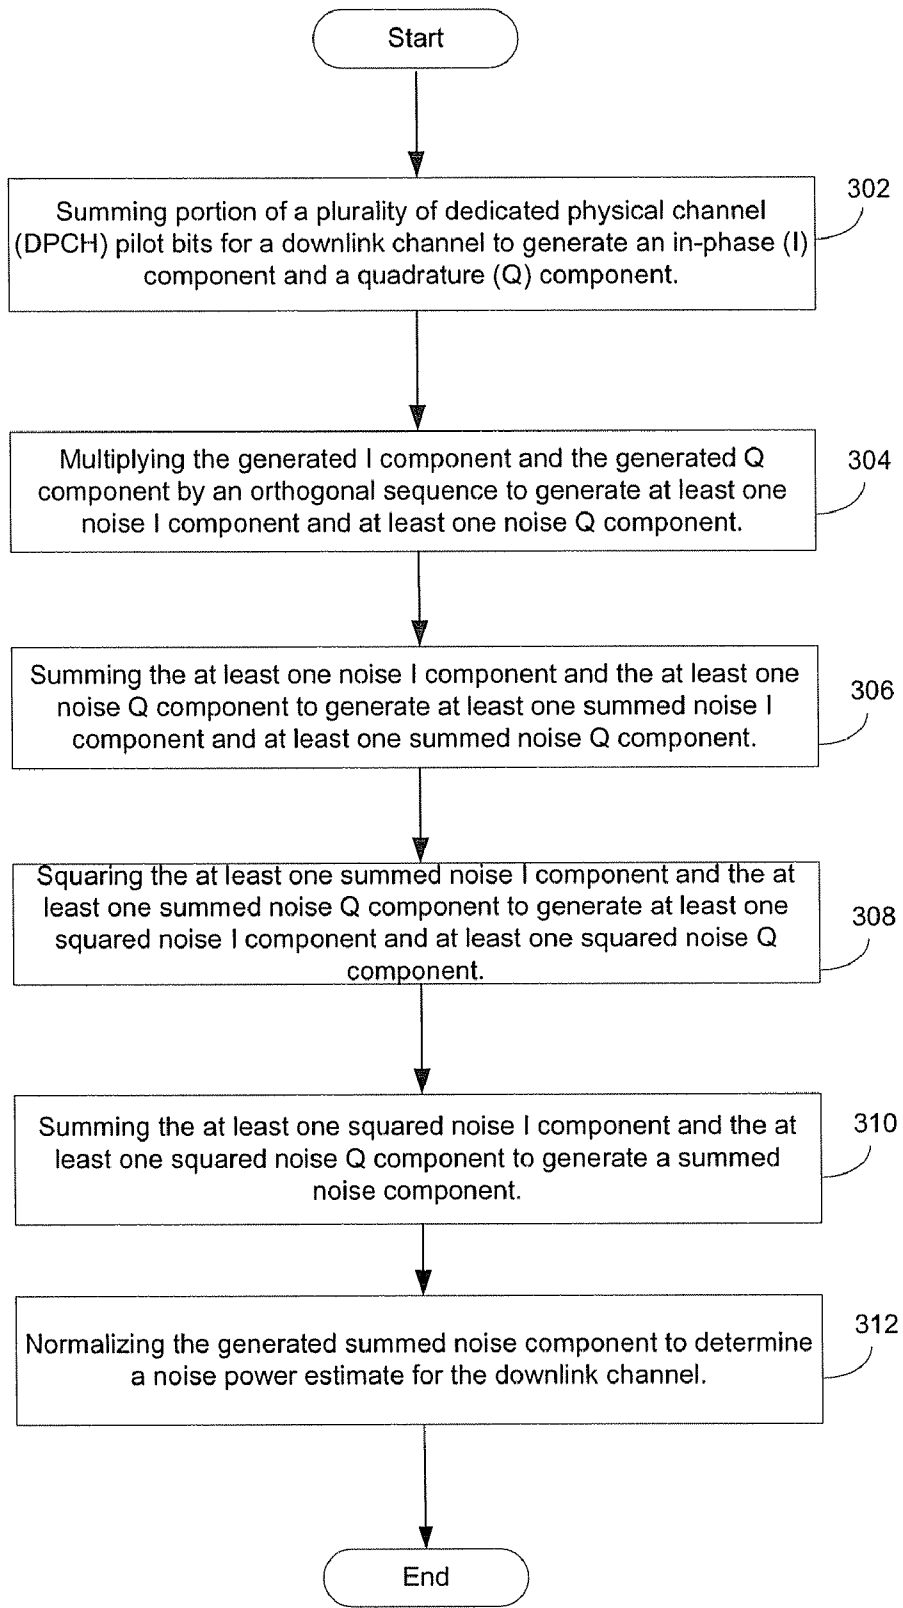 Start
302
Summing portion of a plurality of dedicated physical channel
(DPCH) pilot bits for a downlink channel to generate an in-phase (I)
component and a quadrature (Q) component.
304
Multiplying the generated I component and the generated Q
component by an orthogonal sequence to generate at least one
noise I component and at least one noise Q component.
306
Summing the at least one noise I component and the at least one
noise Q component to generate at least one summed noise I
component and at least one summed noise Q component.
308
Squaring the at least one summed noise I component and the at
least one summed noise Q component to generate at least one
squared noise I component and at least one squared noise Q
component.
310
Summing the at least one squared noise I component and the at
least one squared noise Q component to generate a summed
noise component.
312
Normalizing the generated summed noise component to determine
a noise power estimate for the downlink channel.
End